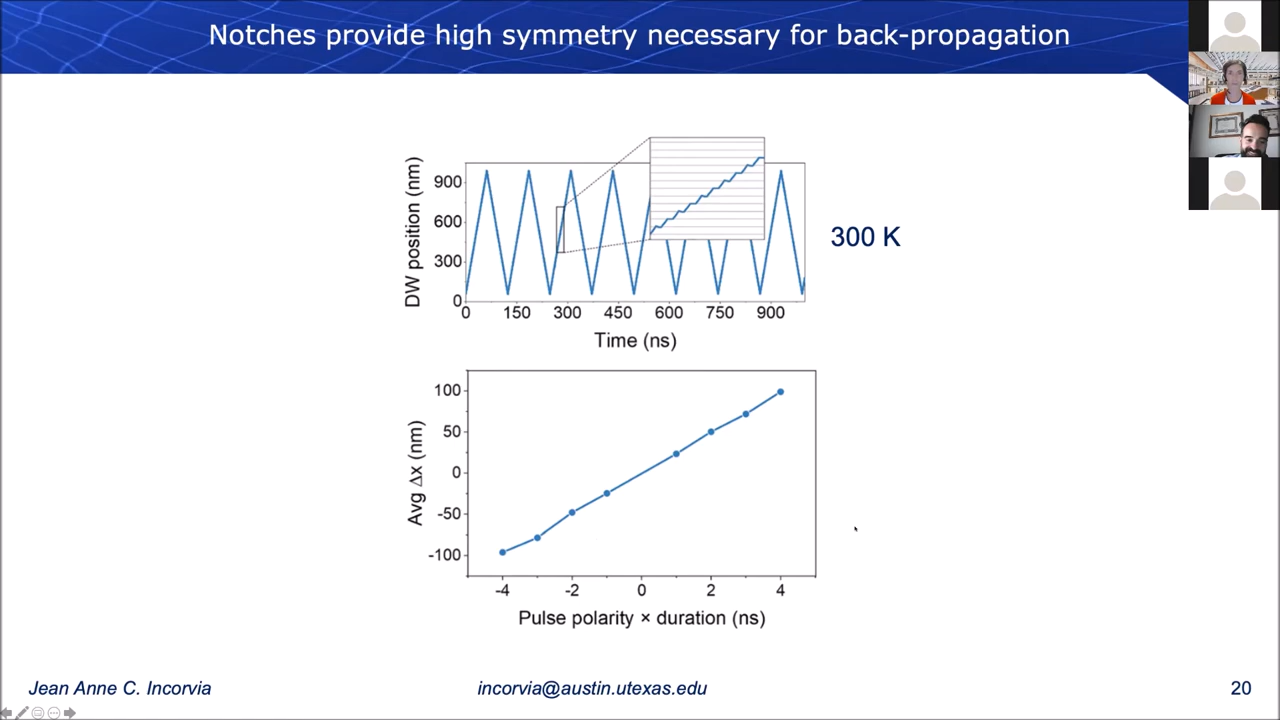 Notches provide high symmetry necessary for back-propagation
DW position (nm)
900
600
300
0
0 150 300 450 600 750 900
Time (ns)
300 K
Avg Δx (nm)
100
50
0
-50
-100
-4 -2 0 2 4
Pulse polarity × duration (ns)
Jean Anne C. Incorvia incorvia@austin.utexas.edu 20